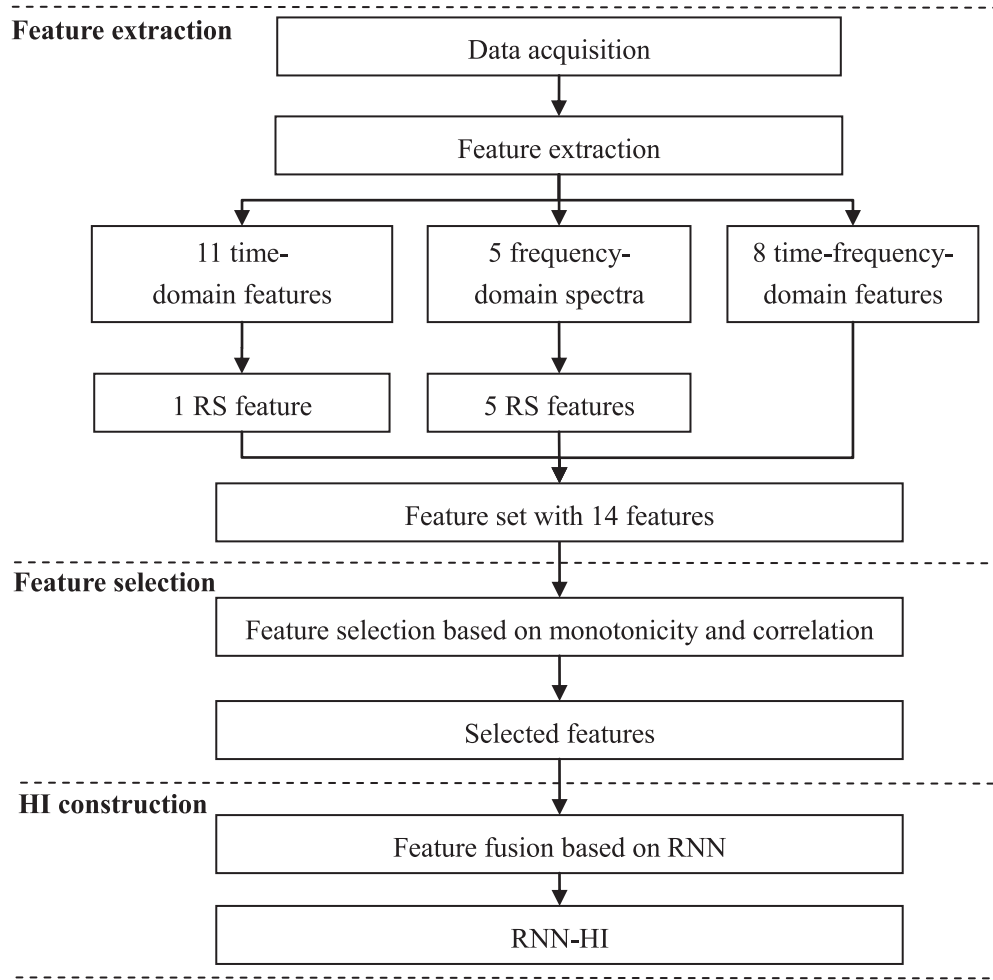 Feature extraction
Data acquisition
Feature extraction
11 time-
domain features
5 frequency-
domain spectra
8 time-frequency-
domain features
1 RS feature
5 RS features
Feature set with 14 features
Feature selection
Feature selection based on monotonicity and correlation
Selected features
HI construction
Feature fusion based on RNN
RNN-HI